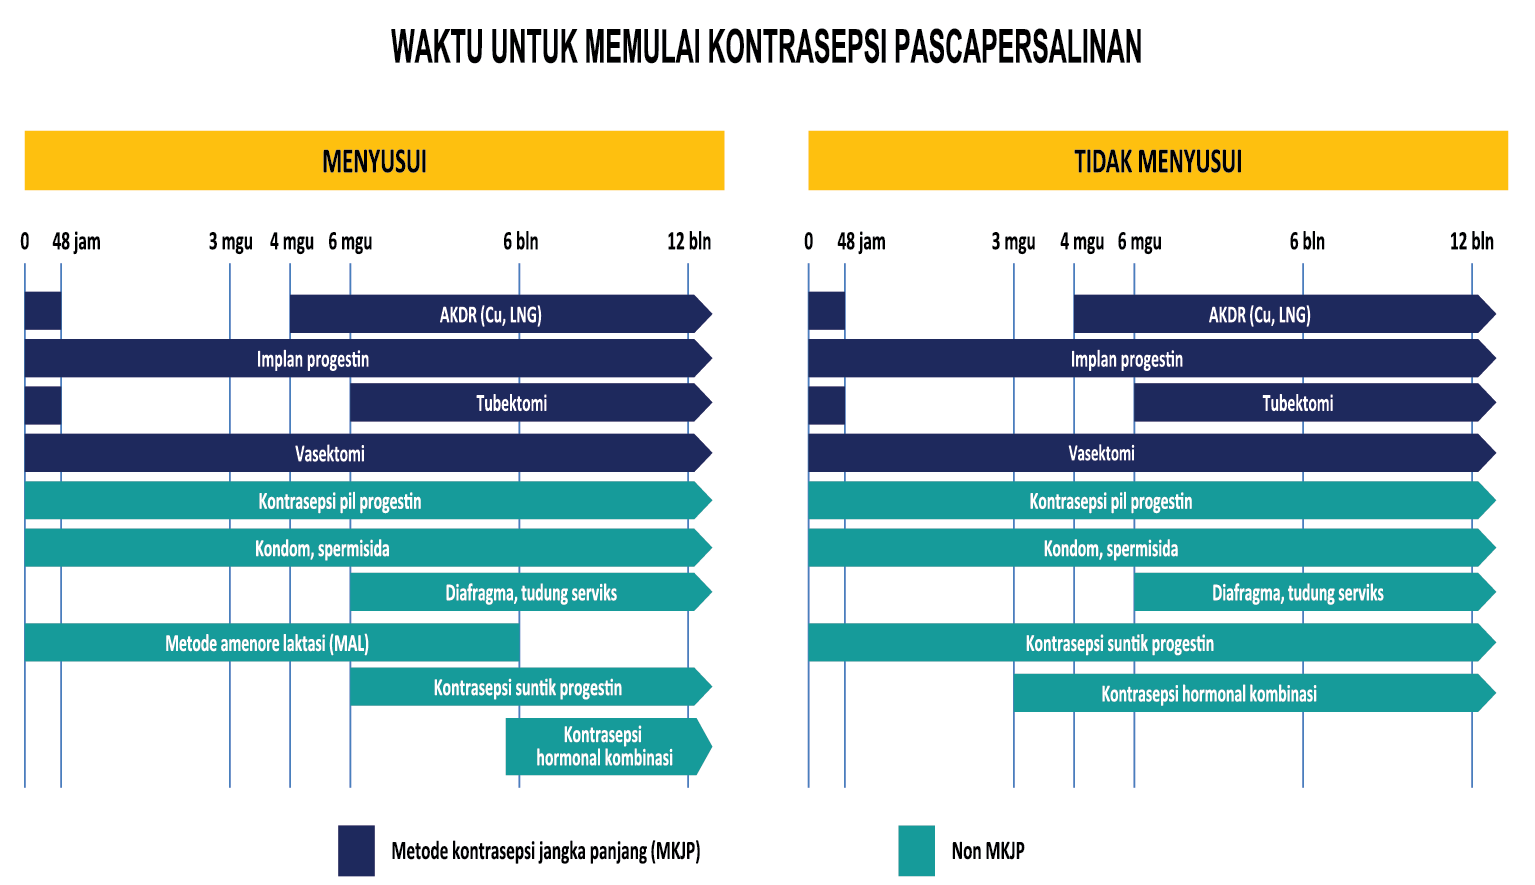 WAKTU UNTUK MEMULAI KONTRASEPSI PASCAPERSALINAN
MENYUSUI
0 48 jam 3 mgu 4 mgu 6 mgu 6 bln 12 bln
AKDR (Cu, LNG)
Implan progestin
Tubektomi
Vasektomi
Kontrasepsi pil progestin
Kondom, spermisida
Diafragma, tudung serviks
Metode amenore laktasi (MAL)
Kontrasepsi suntik progestin
Kontrasepsi
hormonal kombinasi
TIDAK MENYUSUI
0 48 jam 3 mgu 4 mgu 6 mgu 6 bln 12 bln
AKDR (Cu, LNG)
Implan progestin
Tubektomi
Vasektomi
Kontrasepsi pil progestin
Kondom, spermisida
Diafragma, tudung serviks
Kontrasepsi suntik progestin
Kontrasepsi hormonal kombinasi
Metode kontrasepsi jangka panjang (MKJP)
Non MKJP